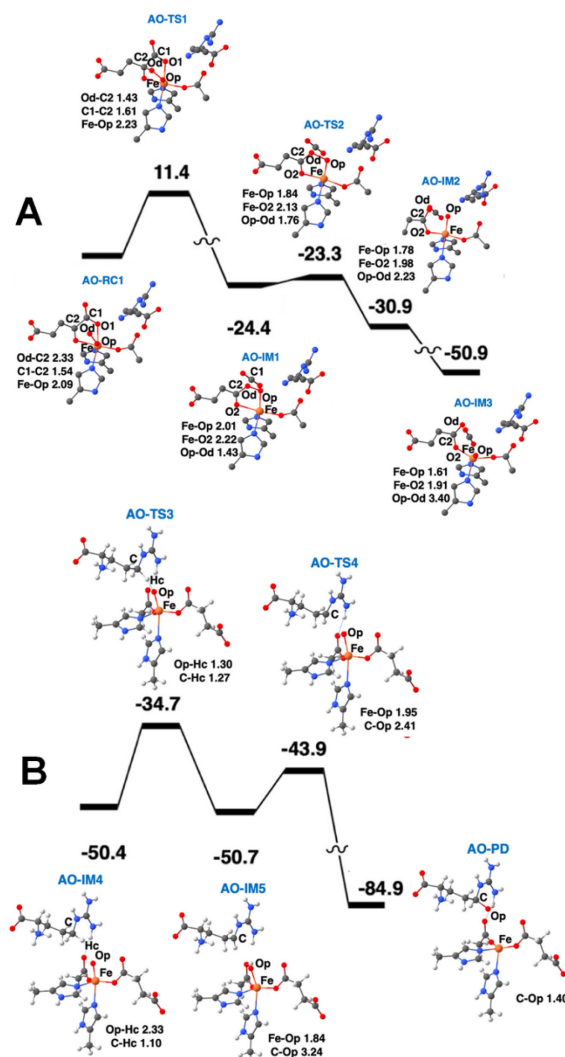 AO-TS1
C1
C2
O1
Od
Op
Fe
Od-C2 1.43
C1-C2 1.61
Fe-Op 2.23
AO-TS2
C2
Od
Op
O2
Fe
Fe-Op 1.84
Fe-O2 2.13
Op-Od 1.76
AO-IM2
Od
Op
C2
O2
Fe
Fe-Op 1.78
Fe-O2 1.98
Op-Od 2.23
11.4
A
-23.3
-30.9
-50.9
AO-RC1
C2
C1
O1
Od
Op
Fe
Od-C2 2.33
C1-C2 1.54
Fe-Op 2.09
-24.4
AO-IM1
C1
C2
Od
Op
O2
Fe
Fe-Op 2.01
Fe-O2 2.22
Op-Od 1.43
AO-IM3
Od
C2
Fe
Op
O2
Fe-Op 1.61
Fe-O2 1.91
Op-Od 3.40
AO-TS3
C
Hc
Op
Fe
Op-Hc 1.30
C-Hc 1.27
AO-TS4
C
Op
Fe
Fe-Op 1.95
C-Op 2.41
-34.7
-43.9
B
-50.4
-50.7
-84.9
AO-IM4
C
Hc
Op
Fe
Op-Hc 2.33
C-Hc 1.10
AO-IM5
C
Op
Fe
Fe-Op 1.84
C-Op 3.24
AO-PD
C
Op
Fe
C-Op 1.40